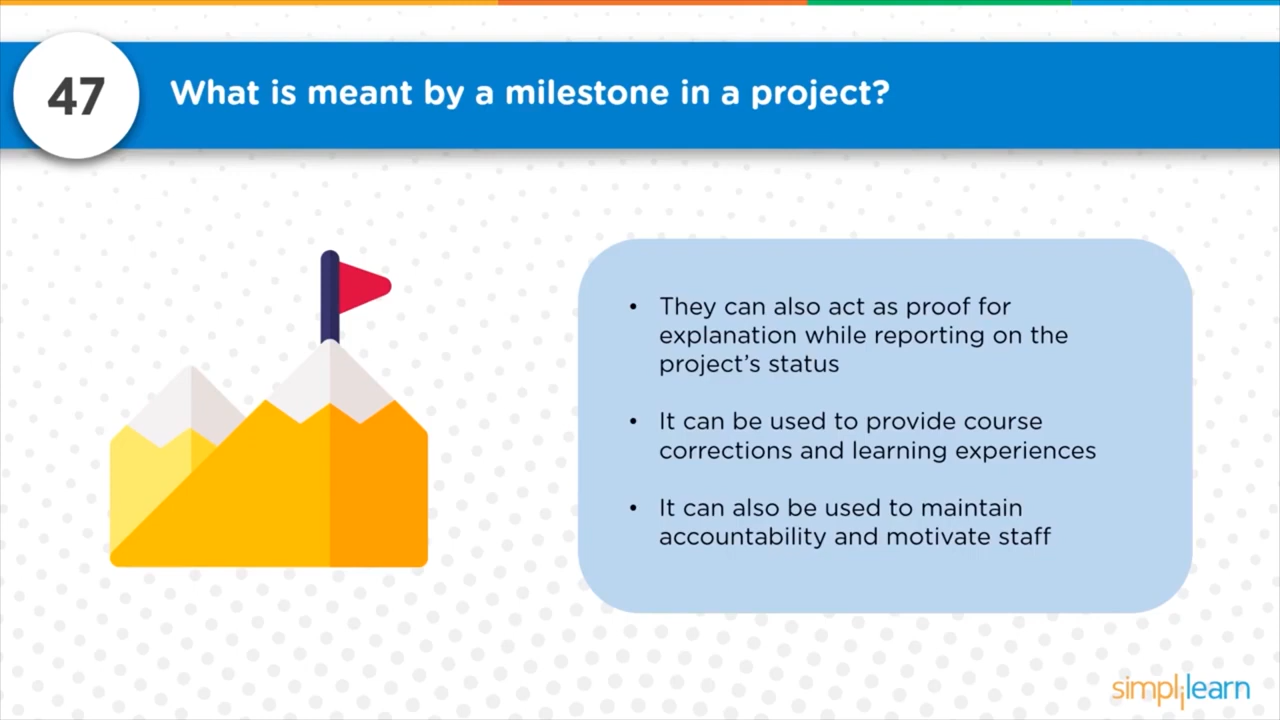 47
What is meant by a milestone in a project?
• They can also act as proof for
explanation while reporting on the
project’s status
• It can be used to provide course
corrections and learning experiences
• It can also be used to maintain
accountability and motivate staff
simplilearn